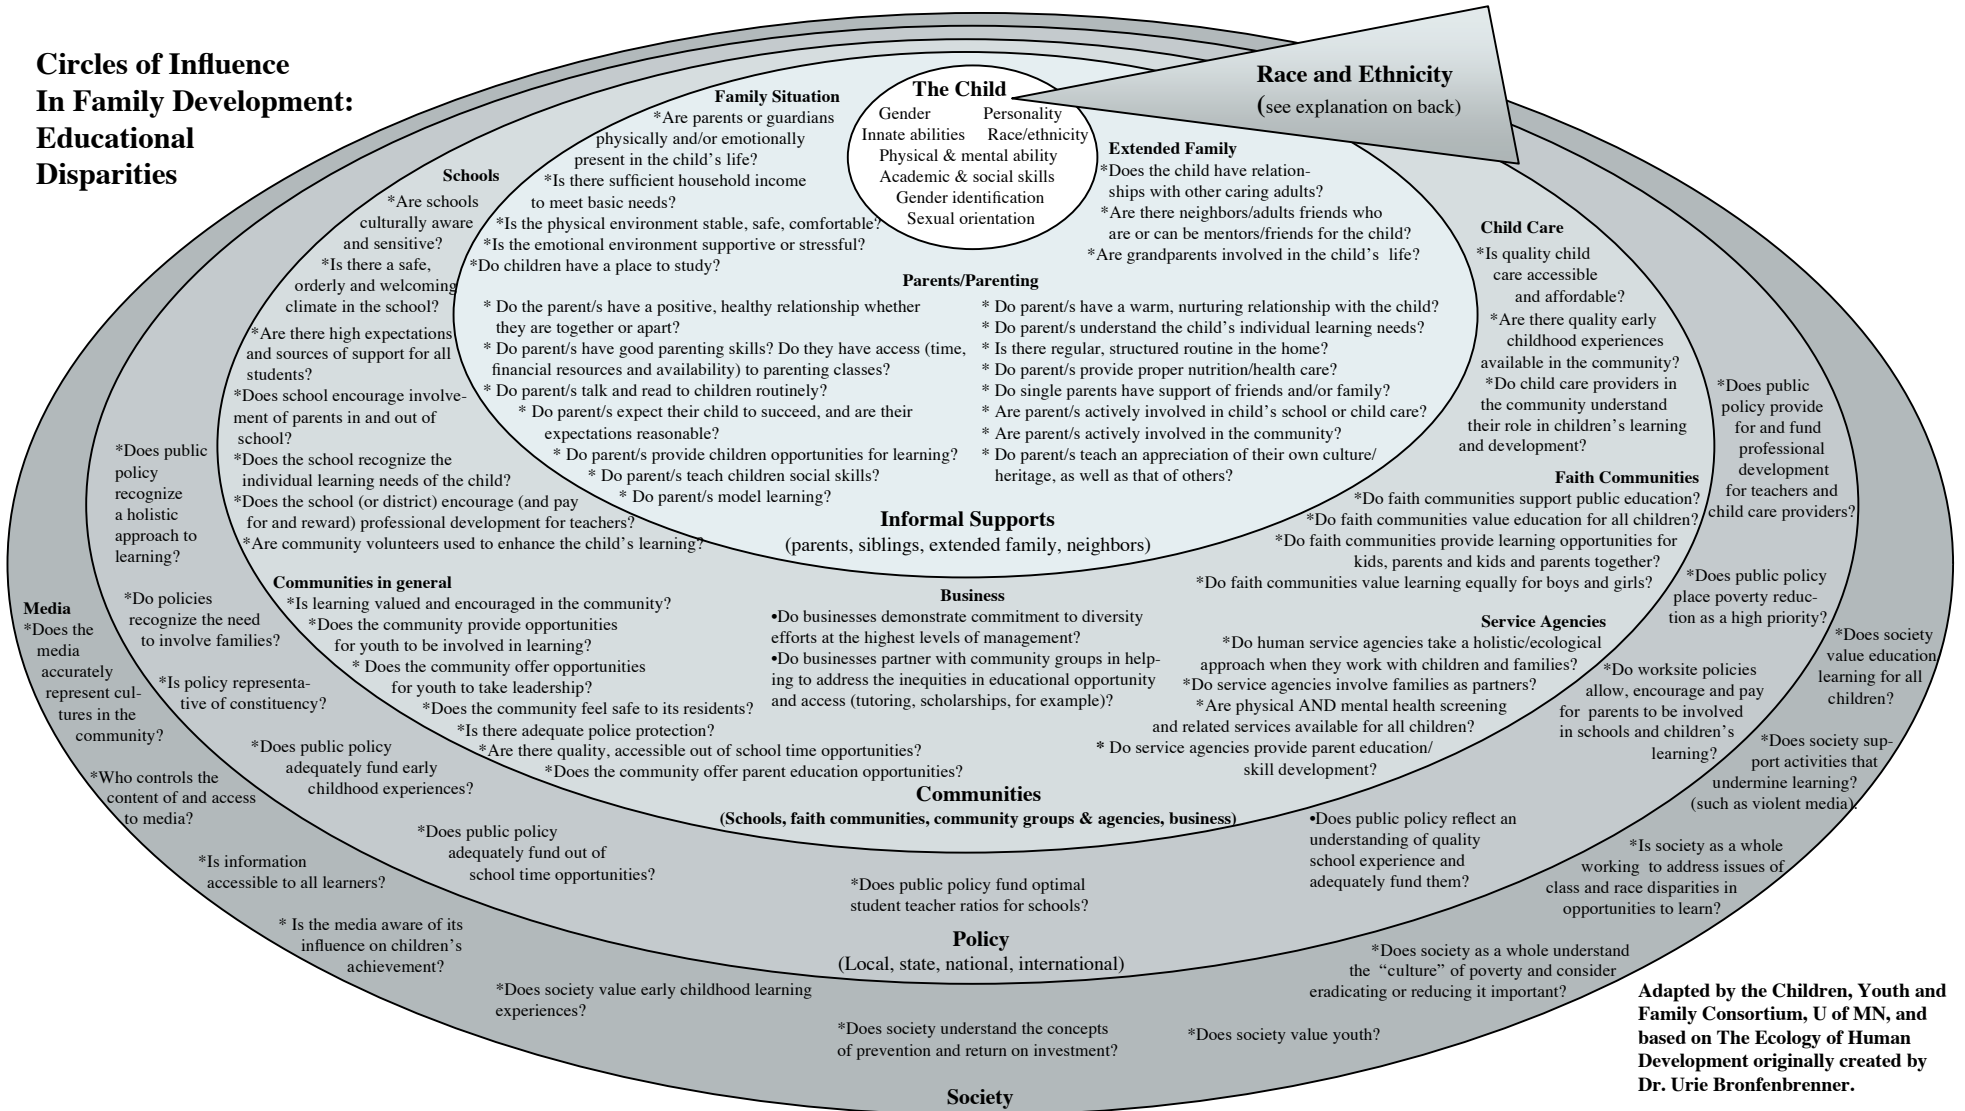 Circles of Influence
In Family Development:
Educational
Disparities
Race and Ethnicity
(see explanation on back)
The Child
Gender Personality
Innate abilities Race/ethnicity
Physical & mental ability
Academic & social skills
Gender identification
Sexual orientation
Family Situation
*Are parents or guardians
physically and/or emotionally
present in the child’s life?
*Is there sufficient household income
to meet basic needs?
*Is the physical environment stable, safe, comfortable?
*Is the emotional environment supportive or stressful?
*Do children have a place to study?
Extended Family
*Does the child have relation-
ships with other caring adults?
*Are there neighbors/adults friends who
are or can be mentors/friends for the child?
*Are grandparents involved in the child’s life?
Parents/Parenting
* Do the parent/s have a positive, healthy relationship whether
they are together or apart?
* Do parent/s have good parenting skills? Do they have access (time,
financial resources and availability) to parenting classes?
* Do parent/s talk and read to children routinely?
* Do parent/s expect their child to succeed, and are their
expectations reasonable?
* Do parent/s provide children opportunities for learning?
* Do parent/s teach children social skills?
* Do parent/s model learning?
* Do parent/s have a warm, nurturing relationship with the child?
* Do parent/s understand the child’s individual learning needs?
* Is there regular, structured routine in the home?
* Do parent/s provide proper nutrition/health care?
* Do single parents have support of friends and/or family?
* Are parent/s actively involved in child’s school or child care?
* Are parent/s actively involved in the community?
* Do parent/s teach an appreciation of their own culture/
heritage, as well as that of others?
Informal Supports
(parents, siblings, extended family, neighbors)
Schools
*Are schools
culturally aware
and sensitive?
*Is there a safe,
orderly and welcoming
climate in the school?
*Are there high expectations
and sources of support for all
students?
*Does school encourage involve-
ment of parents in and out of
school?
*Does the school recognize the
individual learning needs of the child?
*Does the school (or district) encourage (and pay
for and reward) professional development for teachers?
*Are community volunteers used to enhance the child’s learning?
Child Care
*Is quality child
care accessible
and affordable?
*Are there quality early
childhood experiences
available in the community?
*Do child care providers in
the community understand
their role in children’s learning
and development?
Faith Communities
*Do faith communities support public education?
*Do faith communities value education for all children?
*Do faith communities provide learning opportunities for
kids, parents and kids and parents together?
*Do faith communities value learning equally for boys and girls?
Communities in general
*Is learning valued and encouraged in the community?
*Does the community provide opportunities
for youth to be involved in learning?
* Does the community offer opportunities
for youth to take leadership?
*Does the community feel safe to its residents?
*Is there adequate police protection?
*Are there quality, accessible out of school time opportunities?
*Does the community offer parent education opportunities?
Business
•Do businesses demonstrate commitment to diversity
efforts at the highest levels of management?
•Do businesses partner with community groups in help-
ing to address the inequities in educational opportunity
and access (tutoring, scholarships, for example)?
Service Agencies
*Do human service agencies take a holistic/ecological
approach when they work with children and families?
*Do service agencies involve families as partners?
*Are physical AND mental health screening
and related services available for all children?
* Do service agencies provide parent education/
skill development?
Communities
(Schools, faith communities, community groups & agencies, business)
*Does public
policy
recognize
a holistic
approach to
learning?
*Do policies
recognize the need
to involve families?
*Is policy representa-
tive of constituency?
*Does public policy
adequately fund early
childhood experiences?
*Does public policy
adequately fund out of
school time opportunities?
*Does public policy fund optimal
student teacher ratios for schools?
•Does public policy reflect an
understanding of quality
school experience and
adequately fund them?
*Do worksite policies
allow, encourage and pay
for parents to be involved
in schools and children’s
learning?
*Does public policy
place poverty reduc-
tion as a high priority?
*Does public
policy provide
for and fund
professional
development
for teachers and
child care providers?
Policy
(Local, state, national, international)
Media
*Does the
media
accurately
represent cul-
tures in the
community?
*Who controls the
content of and access
to media?
*Is information
accessible to all learners?
* Is the media aware of its
influence on children’s
achievement?
*Does society value early childhood learning
experiences?
*Does society understand the concepts
of prevention and return on investment?
*Does society value youth?
*Does society as a whole understand
the “culture” of poverty and consider
eradicating or reducing it important?
*Is society as a whole
working to address issues of
class and race disparities in
opportunities to learn?
*Does society sup-
port activities that
undermine learning?
(such as violent media).
*Does society
value education
learning for all
children?
Society
Adapted by the Children, Youth and
Family Consortium, U of MN, and
based on The Ecology of Human
Development originally created by
Dr. Urie Bronfenbrenner.